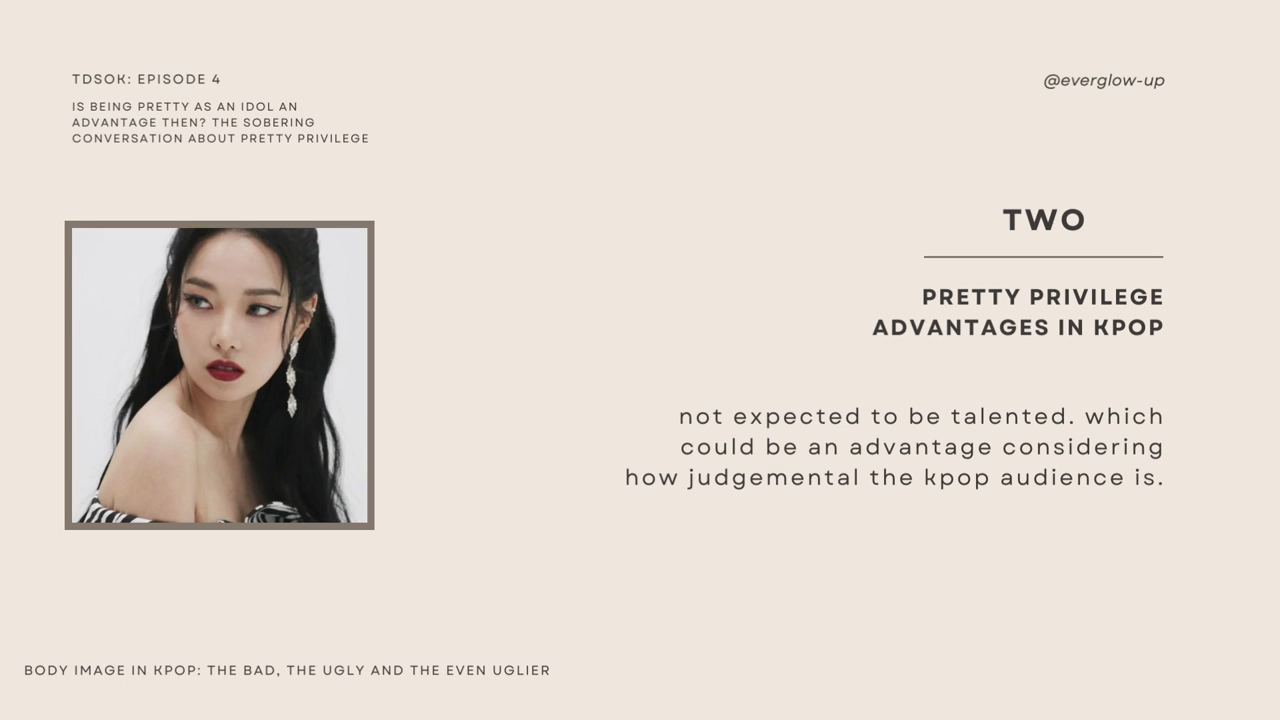 TDSOK: EPISODE 4
IS BEING PRETTY AS AN IDOL AN
ADVANTAGE THEN? THE SOBERING
CONVERSATION ABOUT PRETTY PRIVILEGE
@everglow-up
TWO
PRETTY PRIVILEGE
ADVANTAGES IN KPOP
not expected to be talented. which
could be an advantage considering
how judgemental the kpop audience is.
BODY IMAGE IN KPOP: THE BAD, THE UGLY AND THE EVEN UGLIER